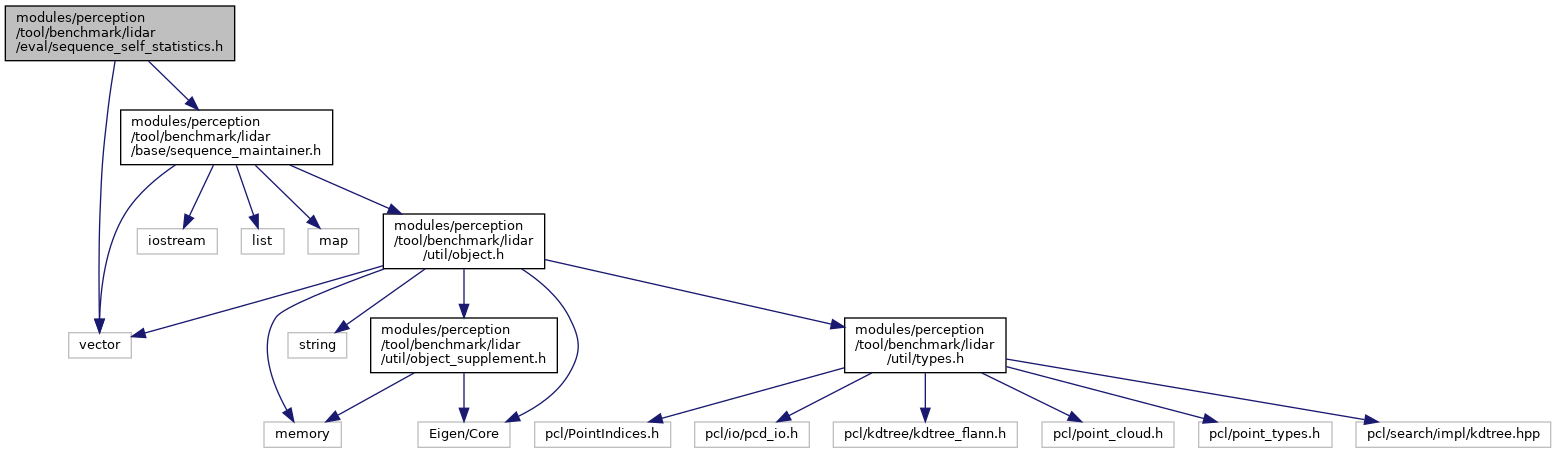 modules/perception
/tool/benchmark/lidar
/eval/sequence_self_statistics.h
modules/perception
/tool/benchmark/lidar
/base/sequence_maintainer.h
iostream
list
map
modules/perception
/tool/benchmark/lidar
/util/object.h
vector
string
modules/perception
/tool/benchmark/lidar
/util/object_supplement.h
modules/perception
/tool/benchmark/lidar
/util/types.h
memory
Eigen/Core
pcl/PointIndices.h
pcl/io/pcd_io.h
pcl/kdtree/kdtree_flann.h
pcl/point_cloud.h
pcl/point_types.h
pcl/search/impl/kdtree.hpp